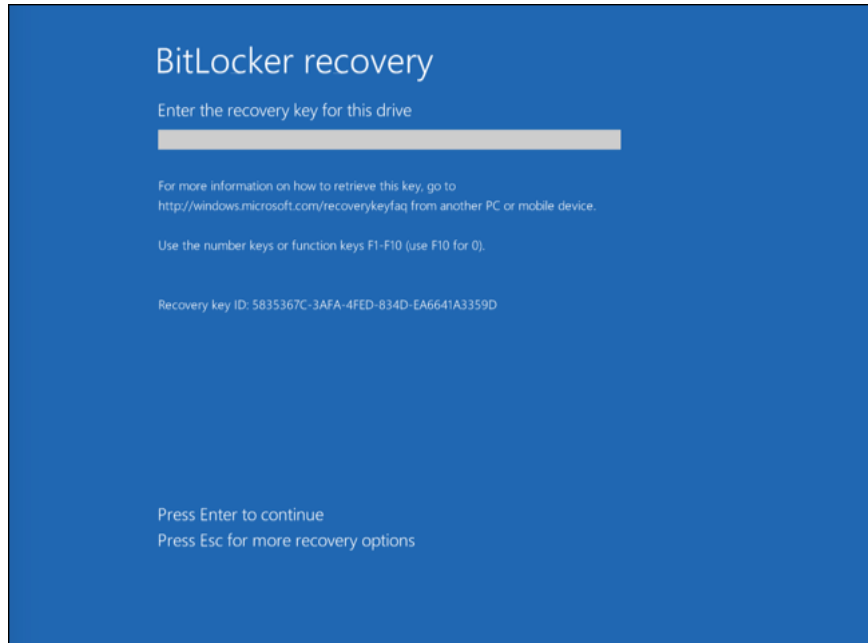 BitLocker recovery
Enter the recovery key for this drive
For more information on how to retrieve this key, go to
http://windows.microsoft.com/recoverykeyfaq from another PC or mobile device.
Use the number keys or function keys F1-F10 (use F10 for 0).
Recovery key ID: 5835367C-3AFA-4FED-834D-EA6641A3359D
Press Enter to continue
Press Esc for more recovery options